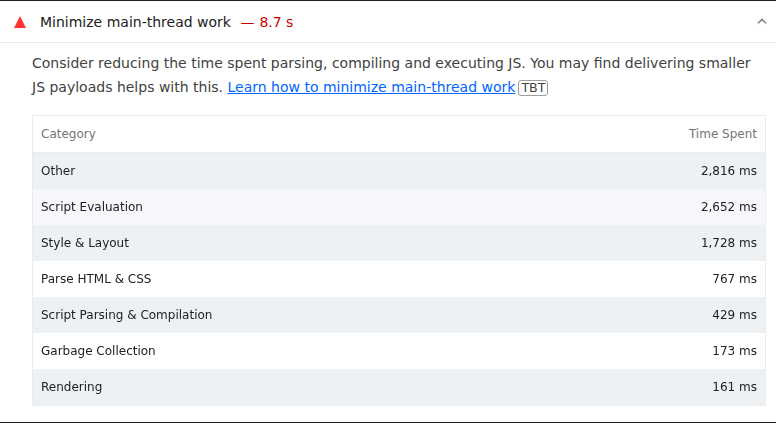 Minimize main-thread work — 8.7 s
Consider reducing the time spent parsing, compiling and executing JS. You may find delivering smaller
JS payloads helps with this. Learn how to minimize main-thread work TBT
Category Time Spent
Other 2,816 ms
Script Evaluation 2,652 ms
Style & Layout 1,728 ms
Parse HTML & CSS 767 ms
Script Parsing & Compilation 429 ms
Garbage Collection 173 ms
Rendering 161 ms